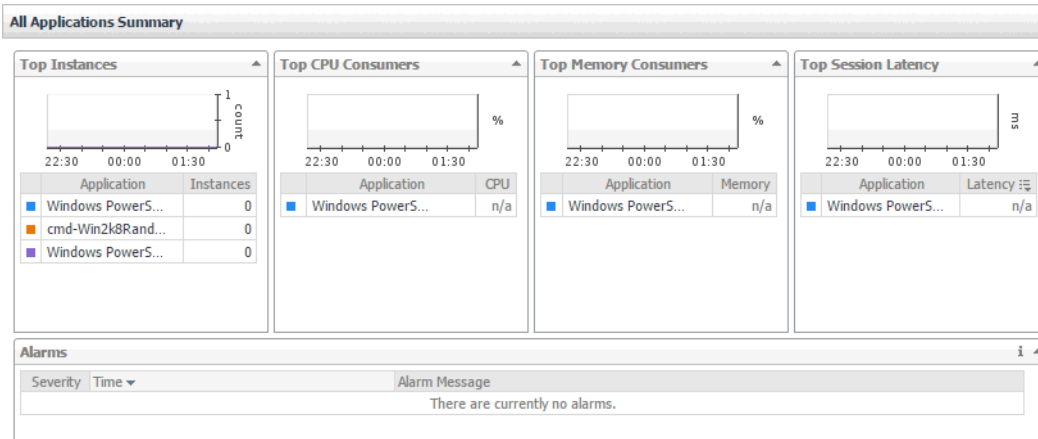 All Applications Summary
Top Instances
1
count
0
22:30 00:00 01:30
Application Instances
Windows PowerS... 0
cmd-Win2k8Rand... 0
Windows PowerS... 0
Top CPU Consumers
%
22:30 00:00 01:30
Application CPU
Windows PowerS... n/a
Top Memory Consumers
%
22:30 00:00 01:30
Application Memory
Windows PowerS... n/a
Top Session Latency
ms
22:30 00:00 01:30
Application Latency
Windows PowerS... n/a
Alarms i
Severity Time Alarm Message
There are currently no alarms.